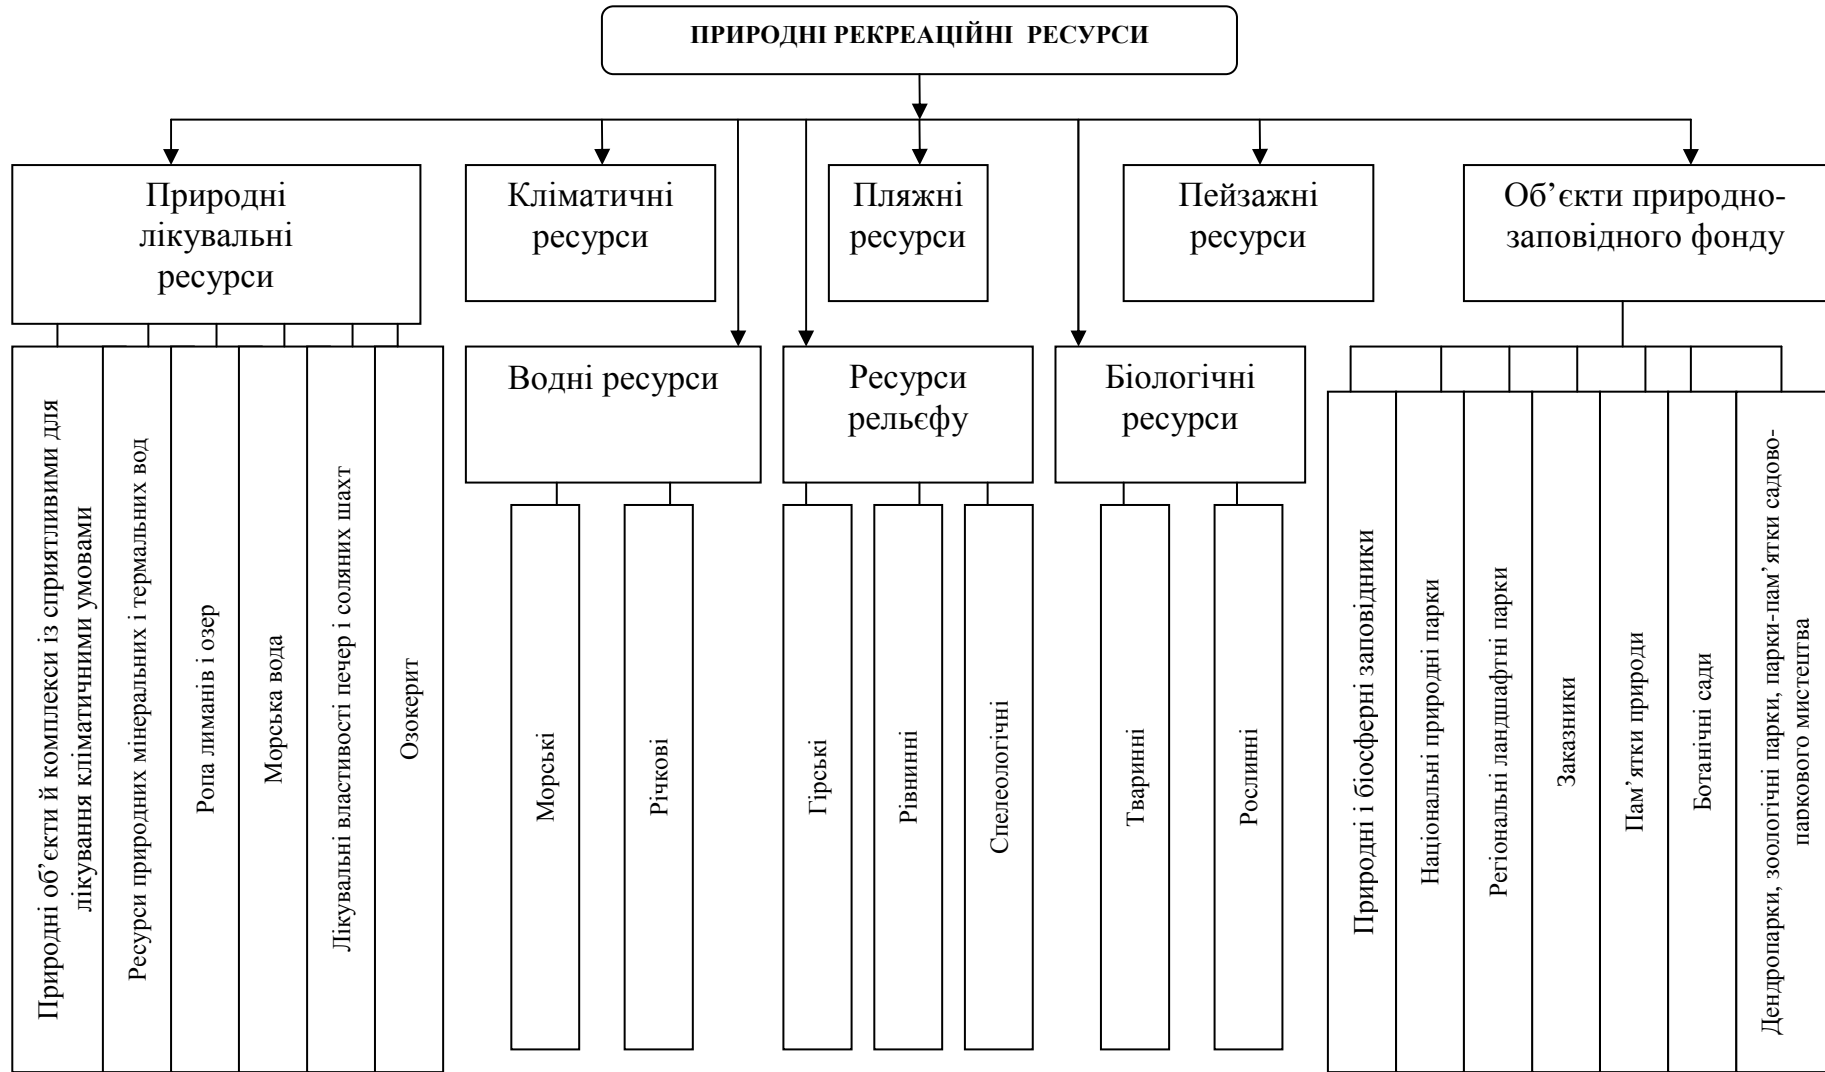 ПРИРОДНІ РЕКРЕАЦІЙНІ РЕСУРСИ
Природні
лікувальні
ресурси
Кліматичні
ресурси
Пляжні
ресурси
Пейзажні
ресурси
Об’єкти природно-
заповідного фонду
Водні ресурси
Ресурси
рельєфу
Біологічні
ресурси
Природні об’єкти й комплекси із сприятливими для
лікування кліматичними умовами
Ресурси природних мінеральних і термальних вод
Ропа лиманів і озер
Морська вода
Лікувальні властивості печер і соляних шахт
Озокерит
Морські
Річкові
Гірські
Рівнинні
Спелеологічні
Тваринні
Рослинні
Природні і біосферні заповідники
Національні природні парки
Регіональні ландшафтні парки
Заказники
Пам’ятки природи
Ботанічні сади
Дендропарки, зоологічні парки, парки-пам’ятки садово-
паркового мистецтва